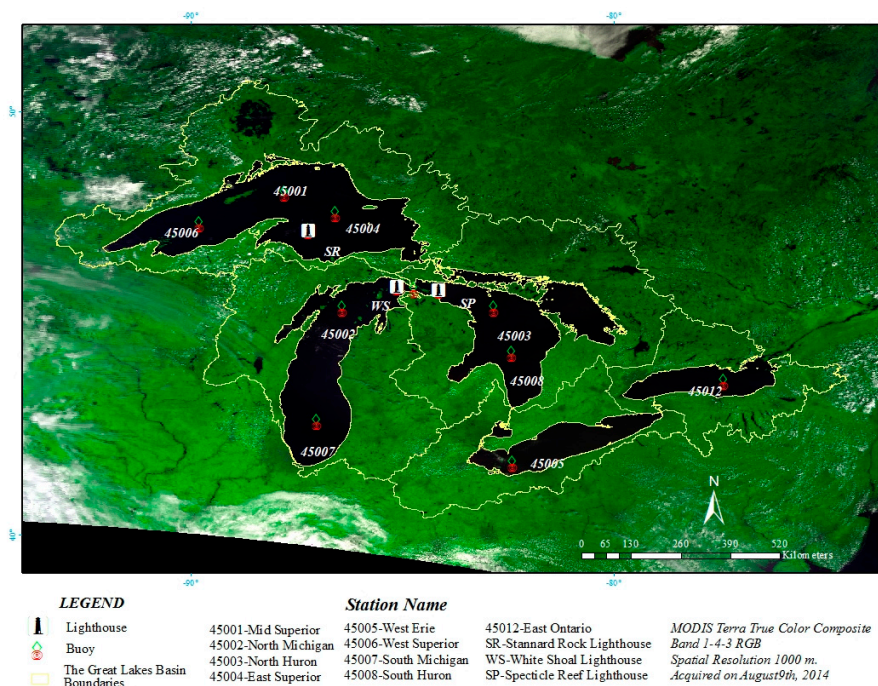 -90°
-80°
50°
45001
45004
45006
SR
WS
SP
45002
45003
45008
45012
45007
45005
N
40°
0 65 130 260 390 520
Kilometers
-90°
-80°
LEGEND
Lighthouse
Buoy
The Great Lakes Basin
Boundaries
Station Name
45001-Mid Superior
45002-North Michigan
45003-North Huron
45004-East Superior
45005-West Erie
45006-West Superior
45007-South Michigan
45008-South Huron
45012-East Ontario
SR-Stannard Rock Lighthouse
WS-White Shoal Lighthouse
SP-Specticle Reef Lighthouse
MODIS Terra True Color Composite
Band 1-4-3 RGB
Spatial Resolution 1000 m.
Acquired on August9th, 2014